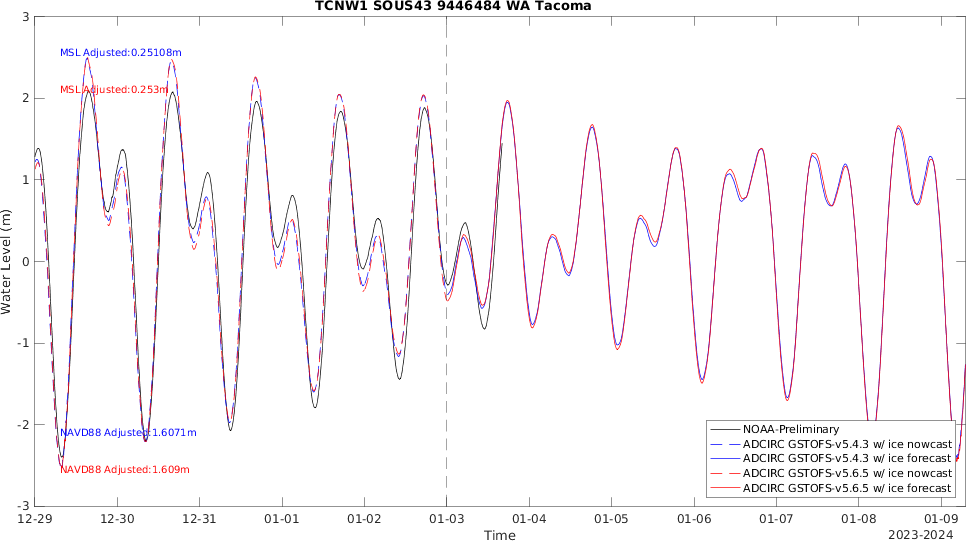 TCNW1 SOUS43 9446484 WA Tacoma
3
2
1
0
-1
-2
-3
Water Level (m)
MSL Adjusted:0.25108m
MSL Adjusted:0.253m
NAVD88 Adjusted:1.6071m
NAVD88 Adjusted:1.609m
NOAA-Preliminary
ADCIRC GSTOFS-v5.4.3 w/ ice nowcast
ADCIRC GSTOFS-v5.4.3 w/ ice forecast
ADCIRC GSTOFS-v5.6.5 w/ ice nowcast
ADCIRC GSTOFS-v5.6.5 w/ ice forecast
12-29 12-30 12-31 01-01 01-02 01-03 01-04 01-05 01-06 01-07 01-08 01-09
Time
2023-2024